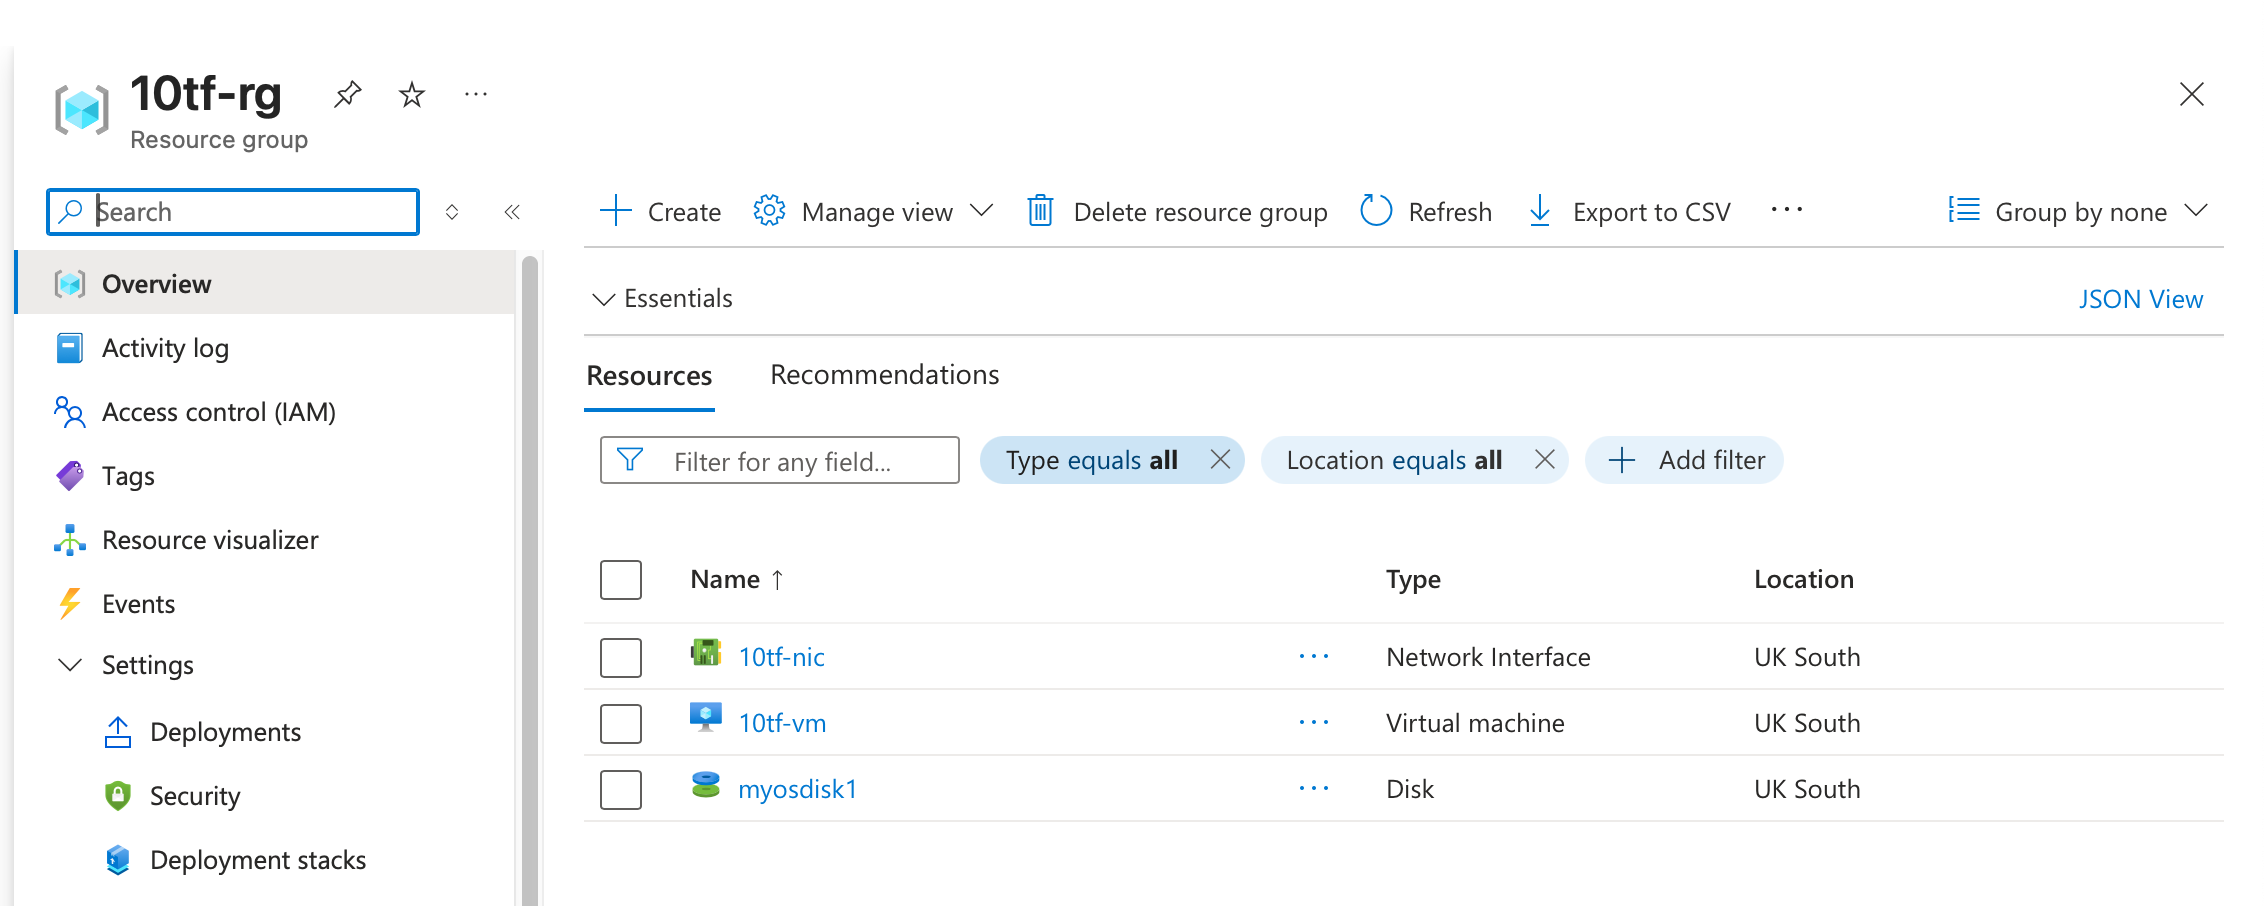 10tf-rg
Resource group
Search
Overview
Activity log
Access control (IAM)
Tags
Resource visualizer
Events
Settings
Deployments
Security
Deployment stacks
Create Manage view Delete resource group Refresh Export to CSV Group by none
Essentials JSON View
Resources Recommendations
Filter for any field... Type equals all Location equals all Add filter
Name ↑ Type Location
10tf-nic Network Interface UK South
10tf-vm Virtual machine UK South
myosdisk1 Disk UK South